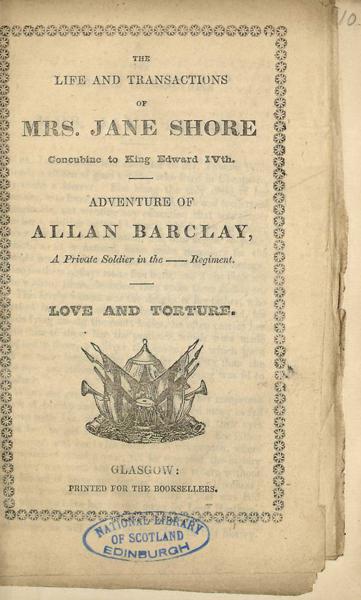 10
THE
LIFE AND TRANSACTIONS
OF
MRS. JANE SHORE
Concubine to King Edward IVth.
ADVENTURE OF
ALLAN BARCLAY,
A Private Soldier in the —— Regiment.
LOVE AND TORTURE.
GLASGOW:
PRINTED FOR THE BOOKSELLERS.
NATIONAL LIBRARY
OF SCOTLAND
EDINBURGH